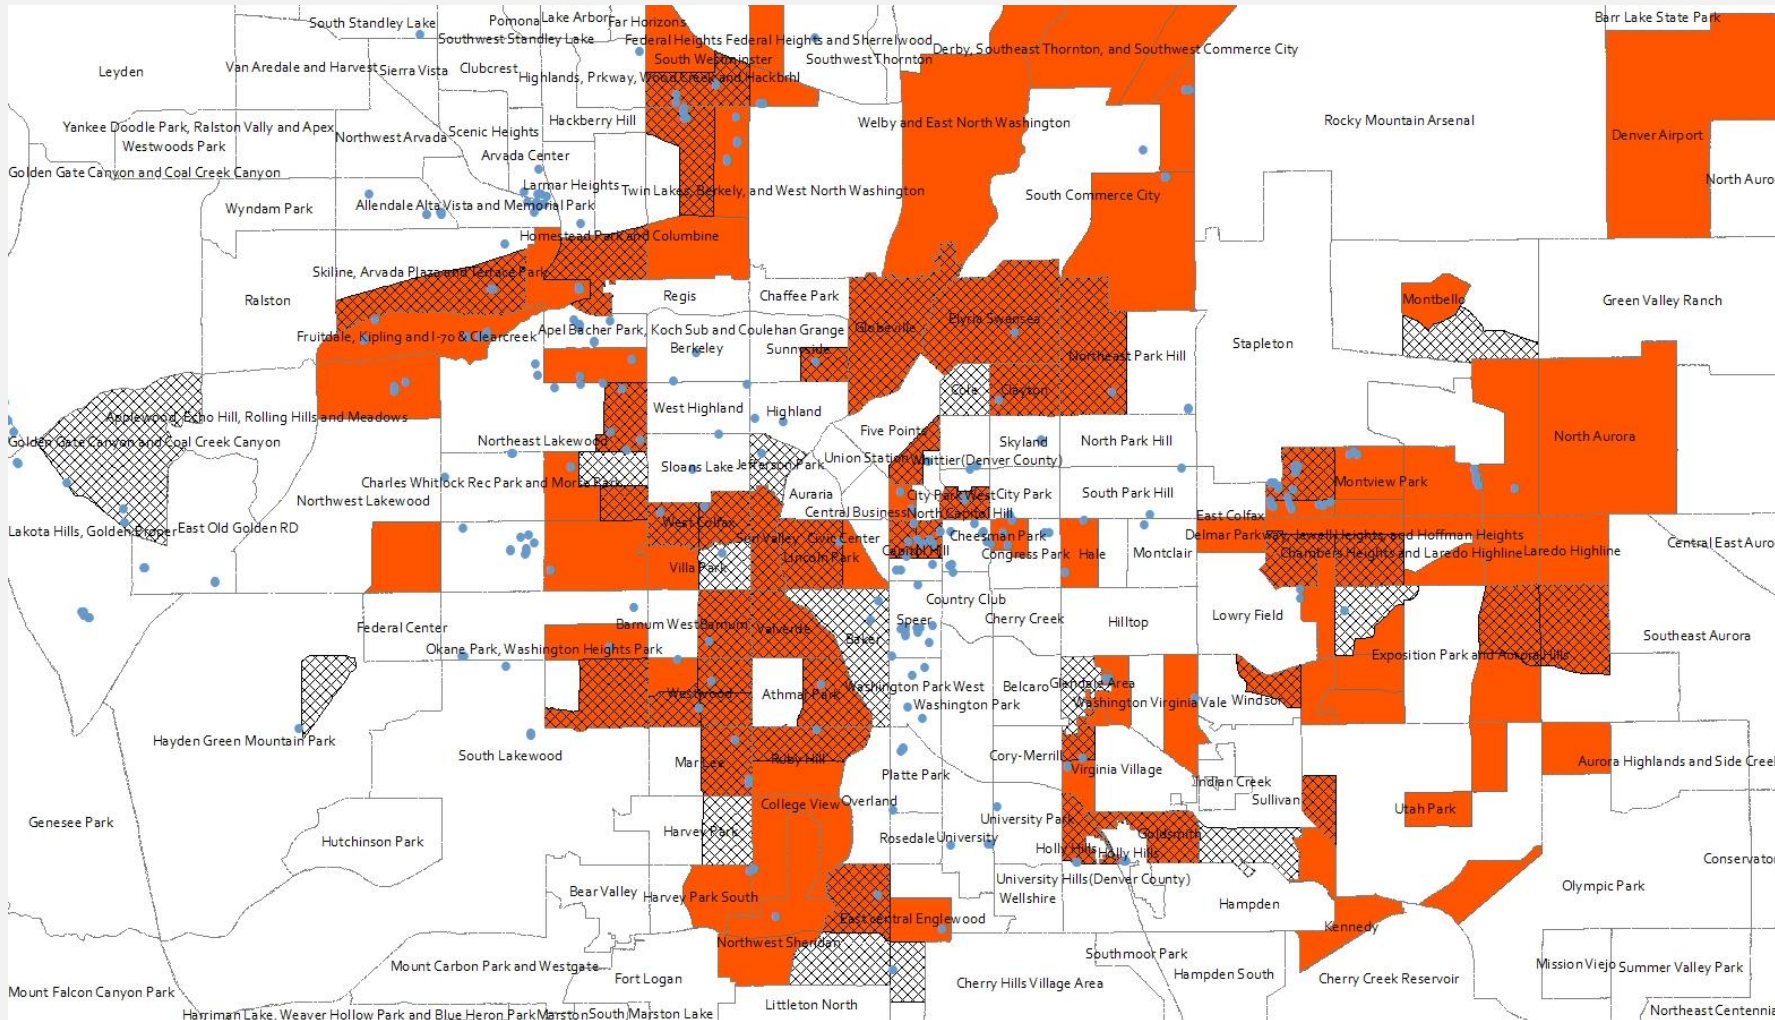 South Standley Lake
Pomona
Lake Arbor
Far Horizons
Barr Lake State Park
Southwest Standley Lake
Federal Heights
Federal Heights and Sherrelwood
Derby, Southeast Thornton, and Southwest Commerce City
South Westminster
Southwest Thornton
Leyden
Van Aredale and Harvest
Sierra Vista
Clubcrest
Highlands, Prkway, Wood Creek and Hackbrhl
Hackberry Hill
Welby and East North Washington
Rocky Mountain Arsenal
Yankee Doodle Park, Ralston Vally and Apex
Westwoods Park
Northwest Arvada
Scenic Heights
Denver Airport
Arvada Center
Golden Gate Canyon and Coal Creek Canyon
North Auro
Larmar Heights
Twin Lakes, Berkely, and West North Washington
South Commerce City
Wyndam Park
Allendale Alta Vista and Memorial Park
Homestead Park and Columbine
Skiline, Arvada Plaza and Terrace Park
Ralston
Regis
Chaffee Park
Montbello
Green Valley Ranch
Fruitdale, Kipling and I-70 & Clearcreek
Apel Bacher Park, Koch Sub and Coulehan Grange
Globeville
Elyria Swensea
Berkeley
Sunnyside
Northeast Park Hill
Stapleton
Cole
Clayton
Applewood, Echo Hill, Rolling Hills and Meadows
West Highland
Highland
Golden Gate Canyon and Coal Creek Canyon
Northeast Lakewood
Five Points
Skyland
North Park Hill
North Aurora
Union Station
Whittier(Denver County)
Sloans Lake
Jefferson Park
Charles Whitlock Rec Park and Morse Park
Montview Park
Northwest Lakewood
Auraria
City Park West
City Park
South Park Hill
Central Business
North Capitol Hill
East Colfax
Lakota Hills, Golden Proper
East Old Golden RD
West Colfax
Sun Valley
Civic Center
Cheesman Park
Delmar Parkway, Jewell Heights, and Hoffman Heights
Central East Auro
Lincoln Park
Capitol Hill
Congress Park
Hale
Montclair
Chambers Heights and Laredo Highline
Laredo Highline
Villa Park
Country Club
Federal Center
Barnum West
Barnum
Valverde
Baker
Speer
Cherry Creek
Hilltop
Lowry Field
Southeast Aurora
Okane Park, Washington Heights Park
Exposition Park and Aurora Hills
Westwood
Athmar Park
Washington Park West
Belcaro
Glendale Area
Washington Park
Washington Virginia Vale
Windsor
Hayden Green Mountain Park
South Lakewood
Mar Lee
Ruby Hill
Cory-Merrill
Platte Park
Virginia Village
Aurora Highlands and Side Creek
Indian Creek
College View
Overland
Sullivan
Utah Park
Genesee Park
Hutchinson Park
Harvey Park
University Park
Rosedale
University
Goldsmith
Holly Hills
Holly Hills
Conservator
University Hills(Denver County)
Olympic Park
Bear Valley
Harvey Park South
Wellshire
Hampden
East central Englewood
Kennedy
Northwest Sheridan
Southmoor Park
Mount Carbon Park and Westgate
Fort Logan
Hampden South
Mission Viejo
Summer Valley Park
Cherry Hills Village Area
Cherry Creek Reservoir
Mount Falcon Canyon Park
Littleton North
Harriman Lake, Weaver Hollow Park and Blue Heron Park
Marston
South Marston Lake
Northeast Centennia